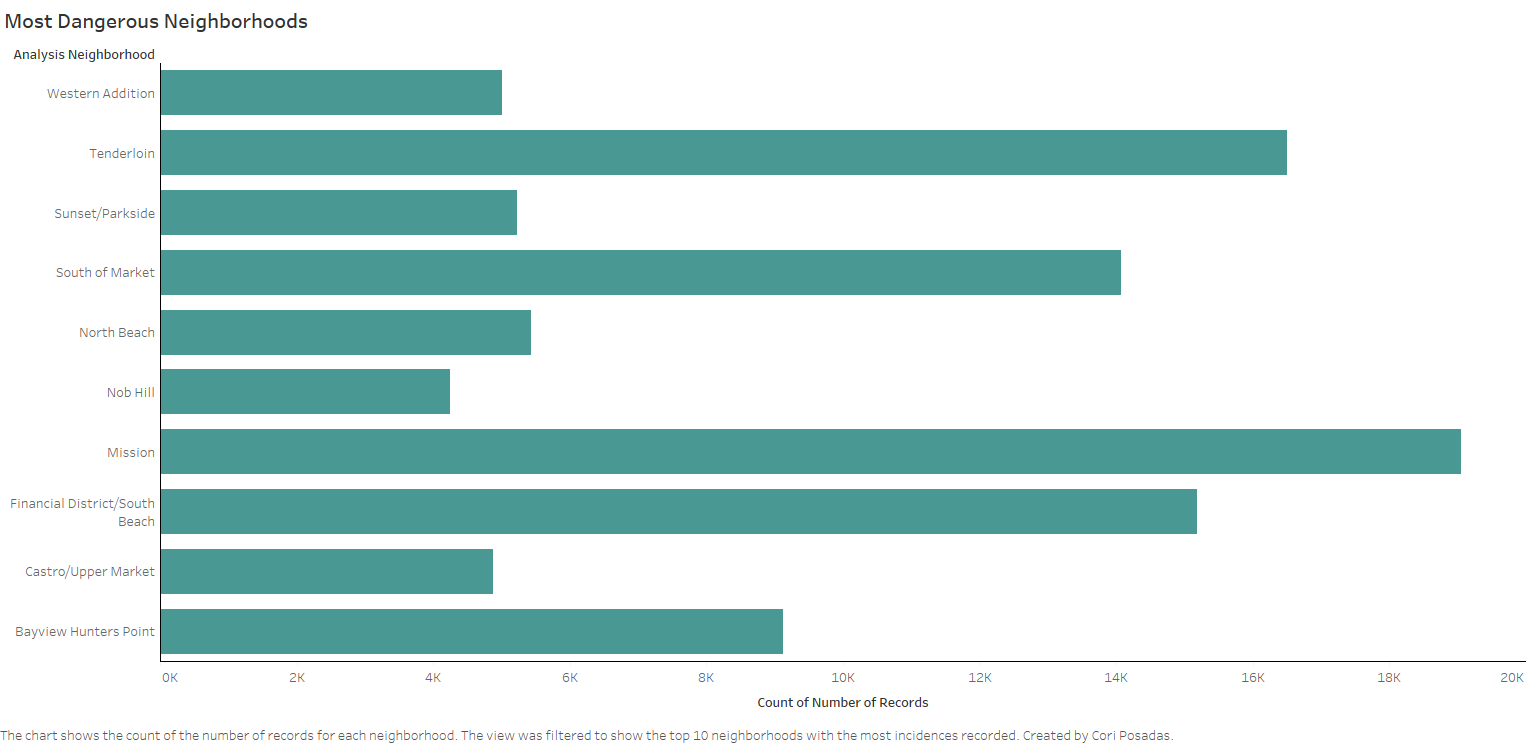 Most Dangerous Neighborhoods
Analysis Neighborhood
Western Addition
Tenderloin
Sunset/Parkside
South of Market
North Beach
Nob Hill
Mission
Financial District/South
Beach
Castro/Upper Market
Bayview Hunters Point
0K 2K 4K 6K 8K 10K 12K 14K 16K 18K 20K
Count of Number of Records
The chart shows the count of the number of records for each neighborhood. The view was filtered to show the top 10 neighborhoods with the most incidences recorded. Created by Cori Posadas.